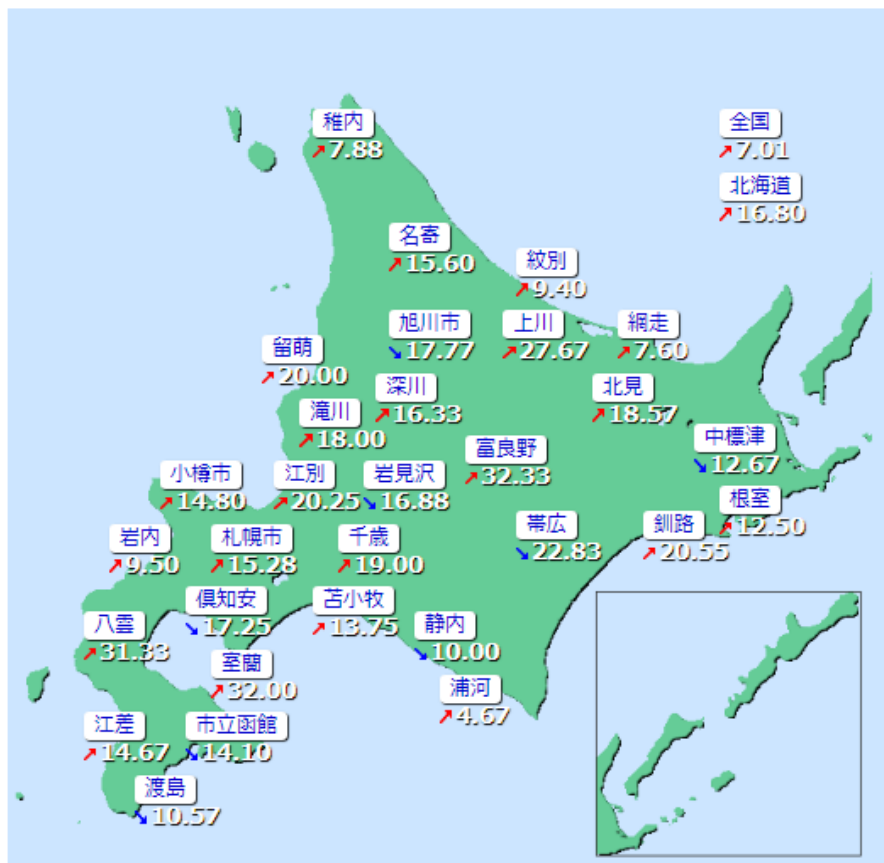 稚内
↗7.88
全国
↗7.01
北海道
↗16.80
名寄
↗15.60
紋別
↗9.40
旭川市
↘17.77
上川
↗27.67
網走
↗7.60
留萌
↗20.00
深川
↗16.33
北見
↗18.57
滝川
↗18.00
富良野
↗32.33
中標津
↘12.67
小樽市
↗14.80
江別
↗20.25
岩見沢
↘16.88
根室
↗12.50
岩内
↗9.50
札幌市
↗15.28
千歳
↗19.00
帯広
↘22.83
釧路
↗20.55
倶知安
↘17.25
苫小牧
↗13.75
八雲
↗31.33
静内
↘10.00
室蘭
↗32.00
浦河
↗4.67
江差
↗14.67
市立函館
↘14.10
渡島
↘10.57